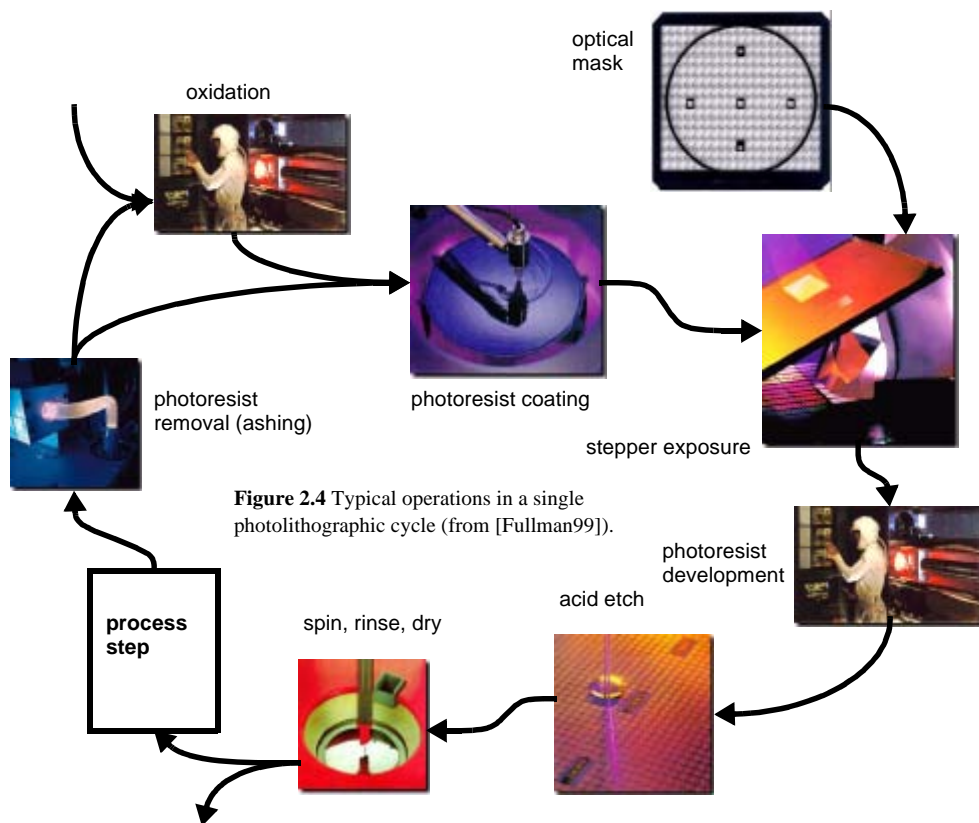 optical
mask
oxidation
photoresist
removal (ashing)
photoresist coating
stepper exposure
Figure 2.4 Typical operations in a single
photolithographic cycle (from [Fullman99]).
photoresist
development
acid etch
spin, rinse, dry
process
step